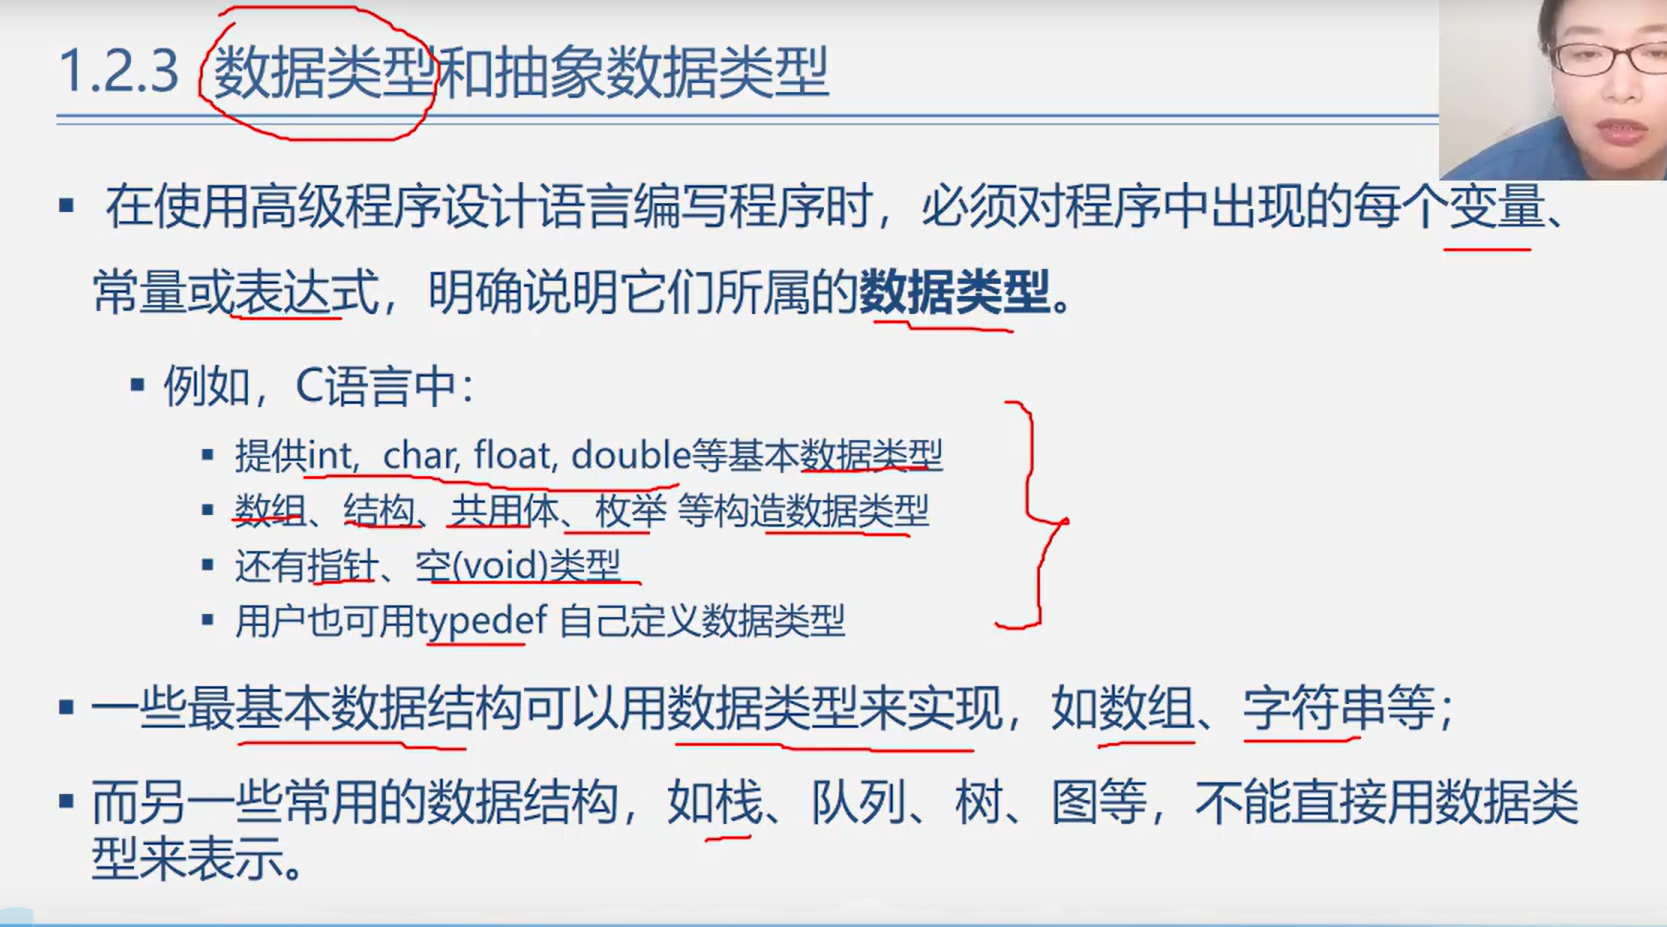 1.2.3 数据类型和抽象数据类型
▪ 在使用高级程序设计语言编写程序时，必须对程序中出现的每个变量、
常量或表达式，明确说明它们所属的数据类型。
▪ 例如，C语言中：
▪ 提供int, char, float, double等基本数据类型
▪ 数组、结构、共用体、枚举 等构造数据类型
▪ 还有指针、空(void)类型
▪ 用户也可用typedef 自己定义数据类型
▪ 一些最基本数据结构可以用数据类型来实现，如数组、字符串等；
▪ 而另一些常用的数据结构，如栈、队列、树、图等，不能直接用数据类
型来表示。